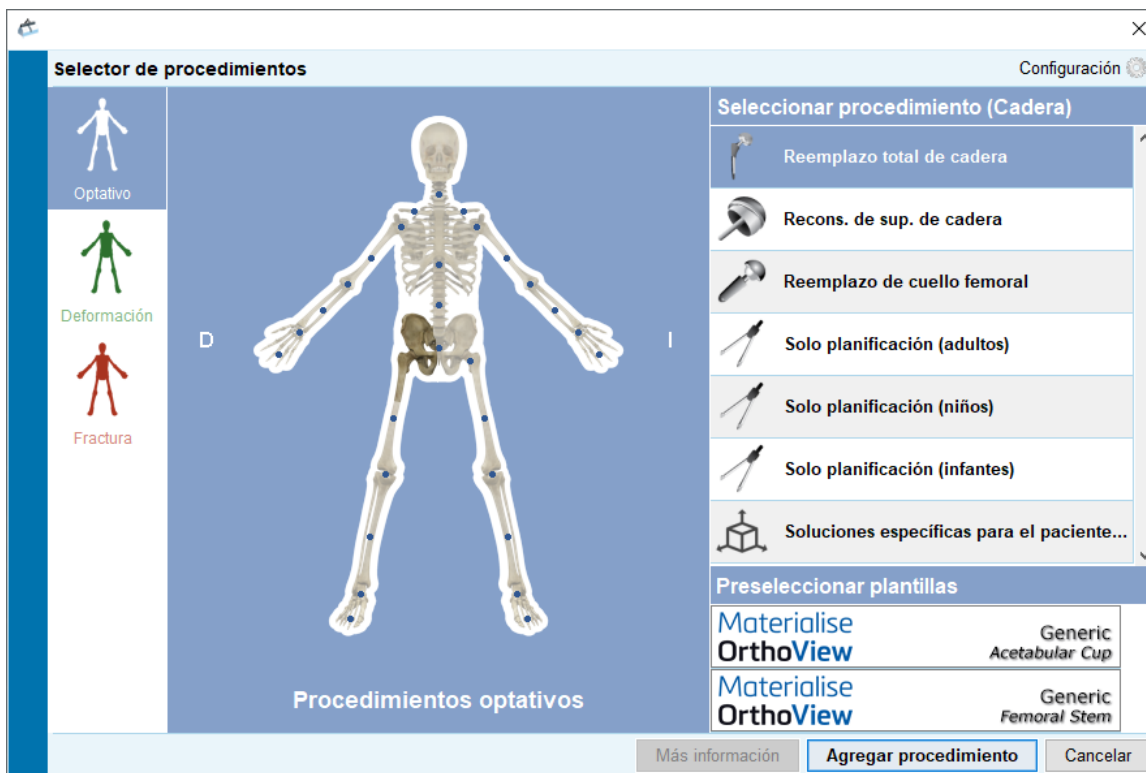 Selector de procedimientos
Configuración
Optativo
Deformación
Fractura
D
I
Procedimientos optativos
Seleccionar procedimiento (Cadera)
Reemplazo total de cadera
Recons. de sup. de cadera
Reemplazo de cuello femoral
Solo planificación (adultos)
Solo planificación (niños)
Solo planificación (infantes)
Soluciones específicas para el paciente...
Preseleccionar plantillas
Materialise
OrthoView
Generic
Acetabular Cup
Materialise
OrthoView
Generic
Femoral Stem
Más información
Agregar procedimiento
Cancelar